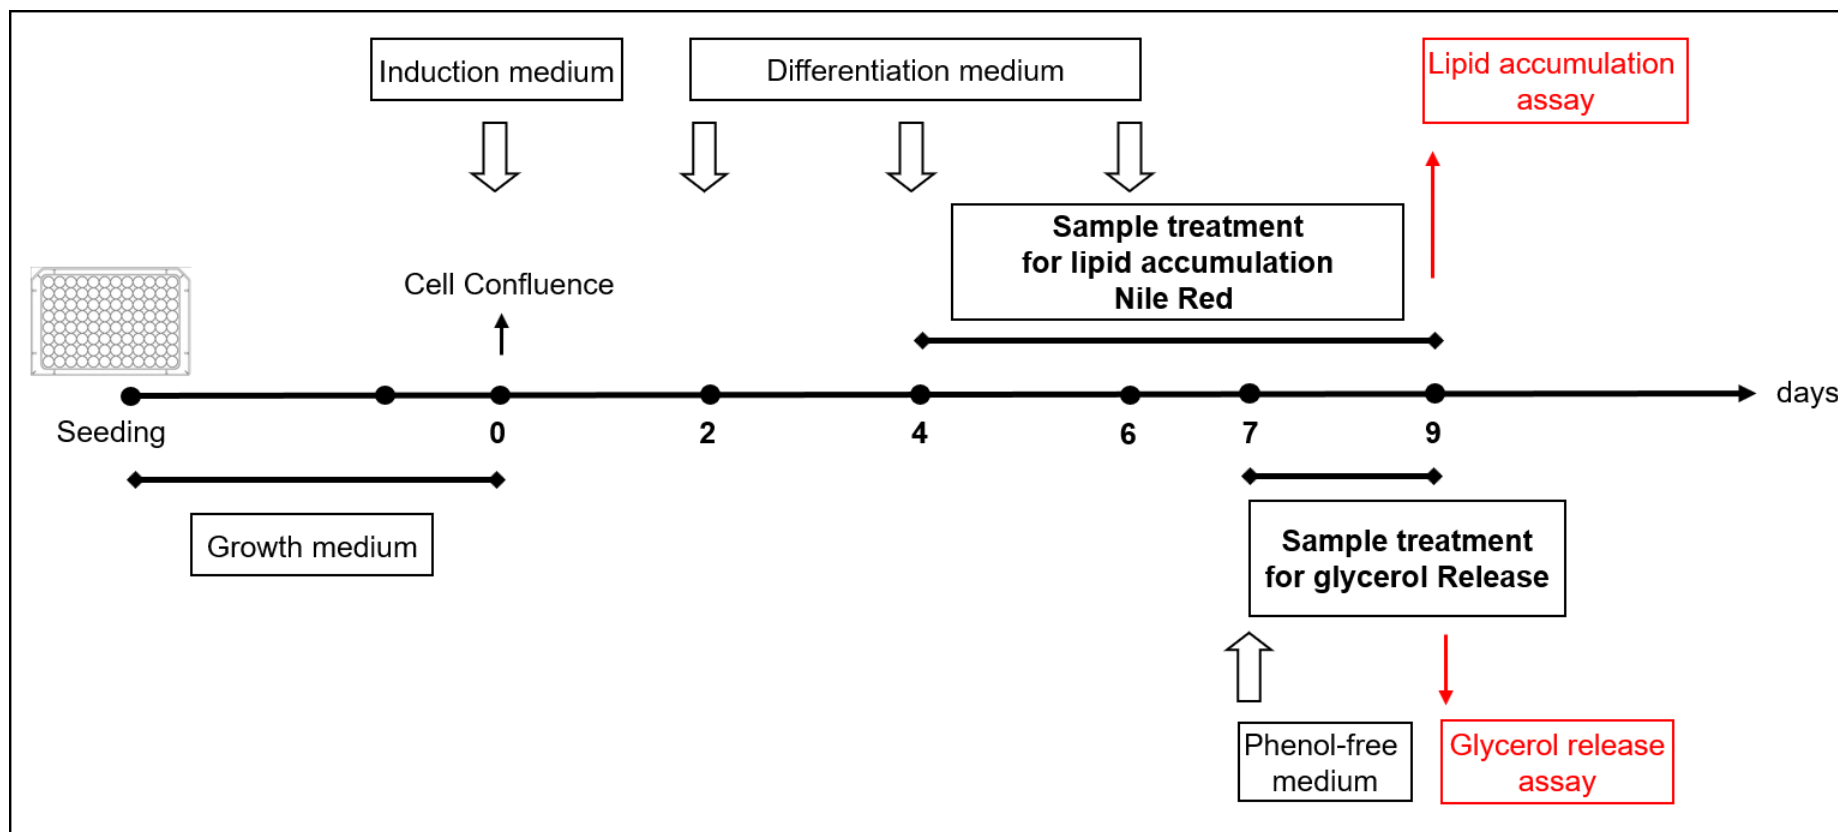 Induction medium
Differentiation medium
Lipid accumulation
assay
Sample treatment
for lipid accumulation
Nile Red
Cell Confluence
days
Seeding
0
2
4
6
7
9
Growth medium
Sample treatment
for glycerol Release
Phenol-free
medium
Glycerol release
assay